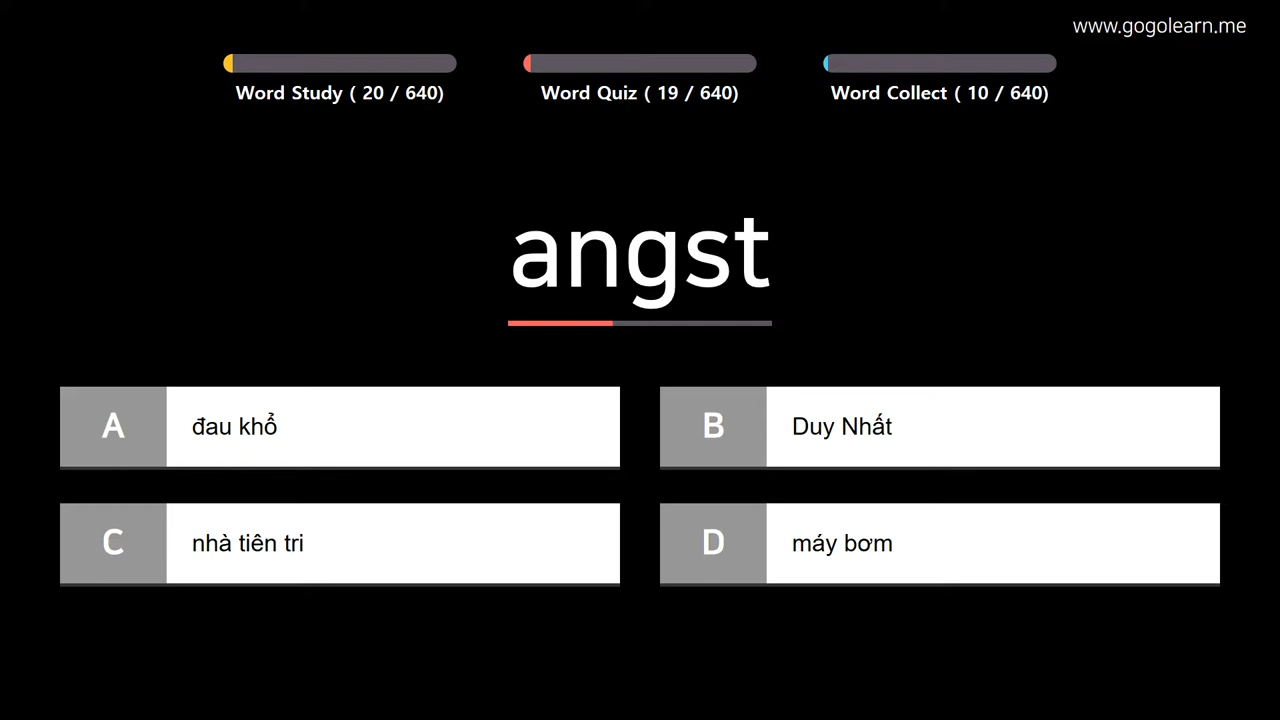 www.gogolearn.me
Word Study ( 20 / 640)
Word Quiz ( 19 / 640)
Word Collect ( 10 / 640)
angst
A đau khổ
B Duy Nhất
C nhà tiên tri
D máy bơm